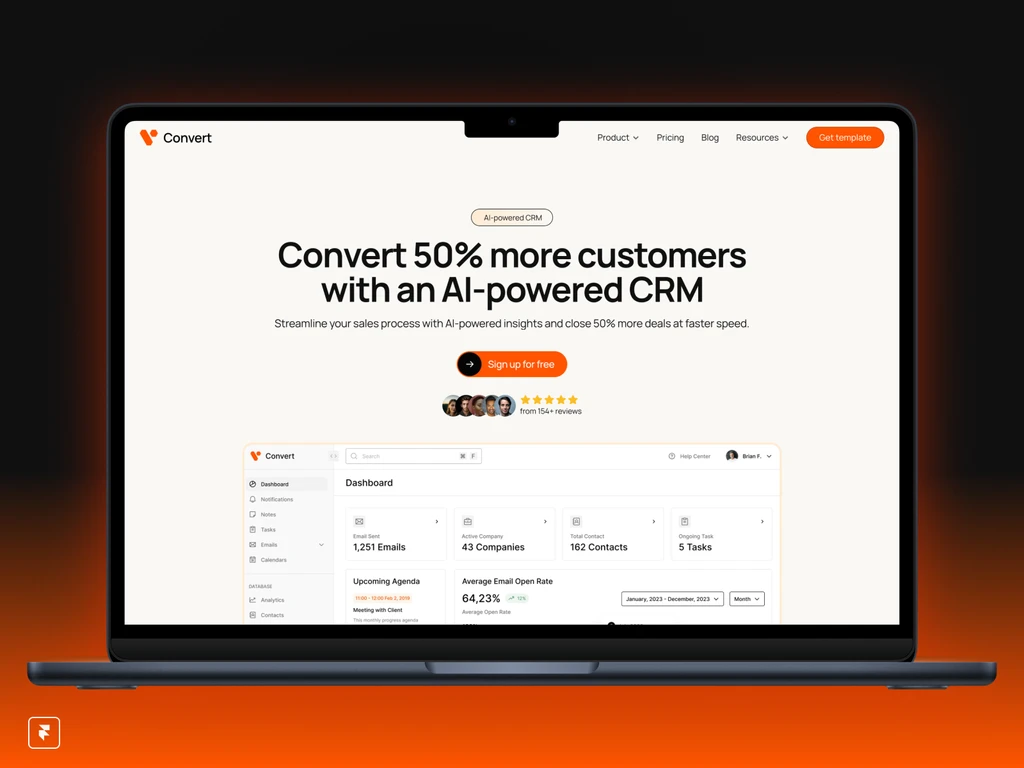 Convert
Product
Pricing
Blog
Resources
Get template
AI-powered CRM
Convert 50% more customers
with an AI-powered CRM
Streamline your sales process with AI-powered insights and close 50% more deals at faster speed.
Sign up for free
from 154+ reviews
Convert
Search
⌘ F
Help Center
Brian F.
Dashboard
Notifications
Notes
Tasks
Emails
Calendars
DATABASE
Analytics
Contacts
Dashboard
Email Sent
1,251 Emails
Active Company
43 Companies
Total Contact
162 Contacts
Ongoing Task
5 Tasks
Upcoming Agenda
11:00 - 12:00 Feb 2, 2019
Meeting with Client
This monthly progress agenda
Average Email Open Rate
64,23%
12%
Average Open Rate
January, 2023 - December, 2023
Month